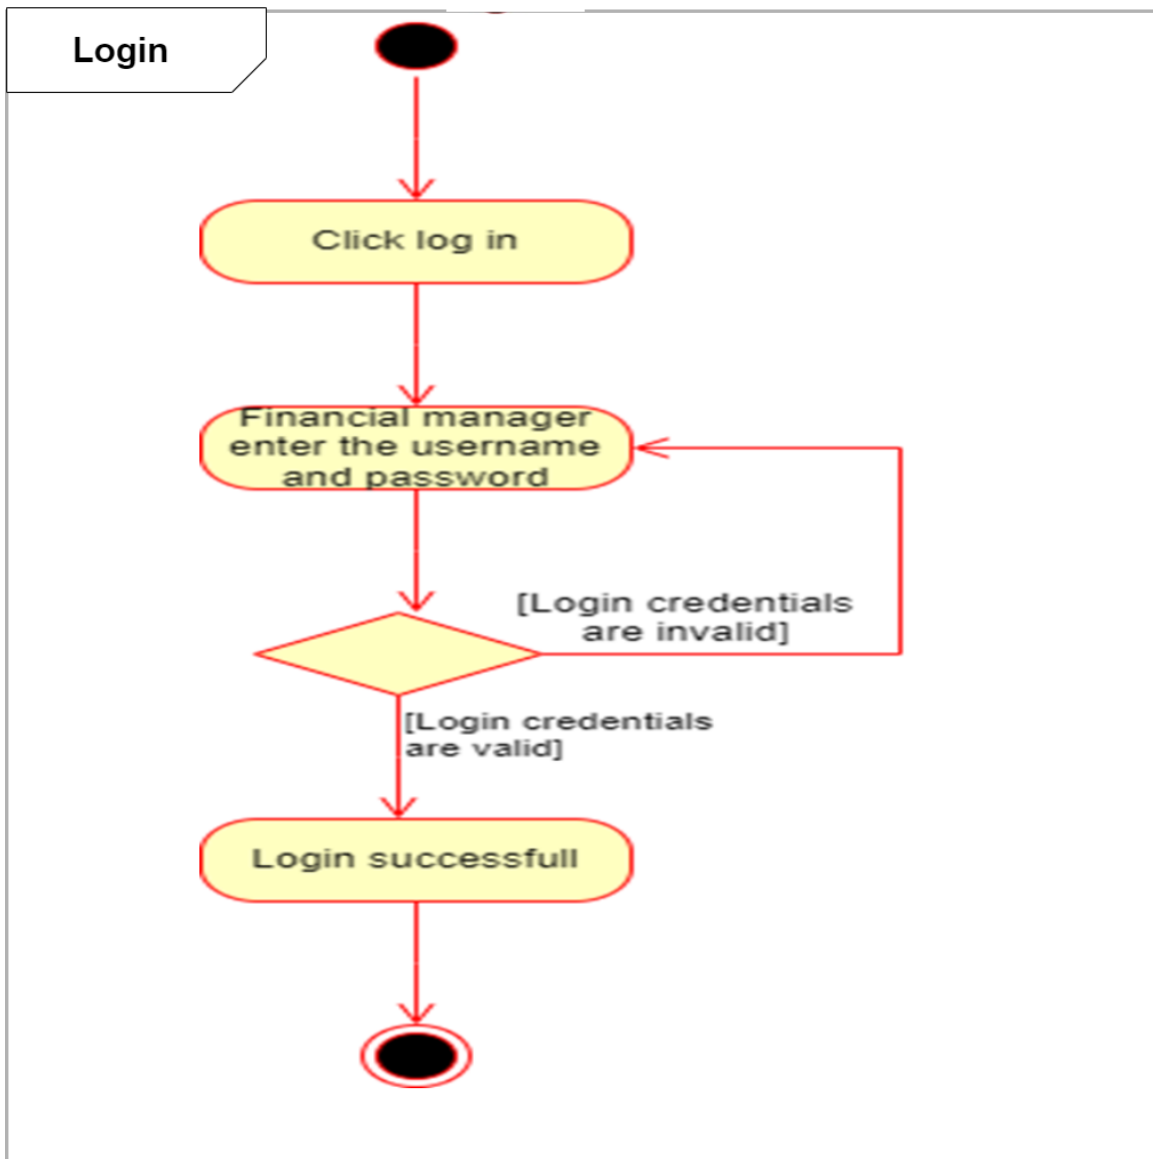 Login
Click log in
Financial manager
enter the username
and password
[Login credentials
are invalid]
[Login credentials
are valid]
Login successfull